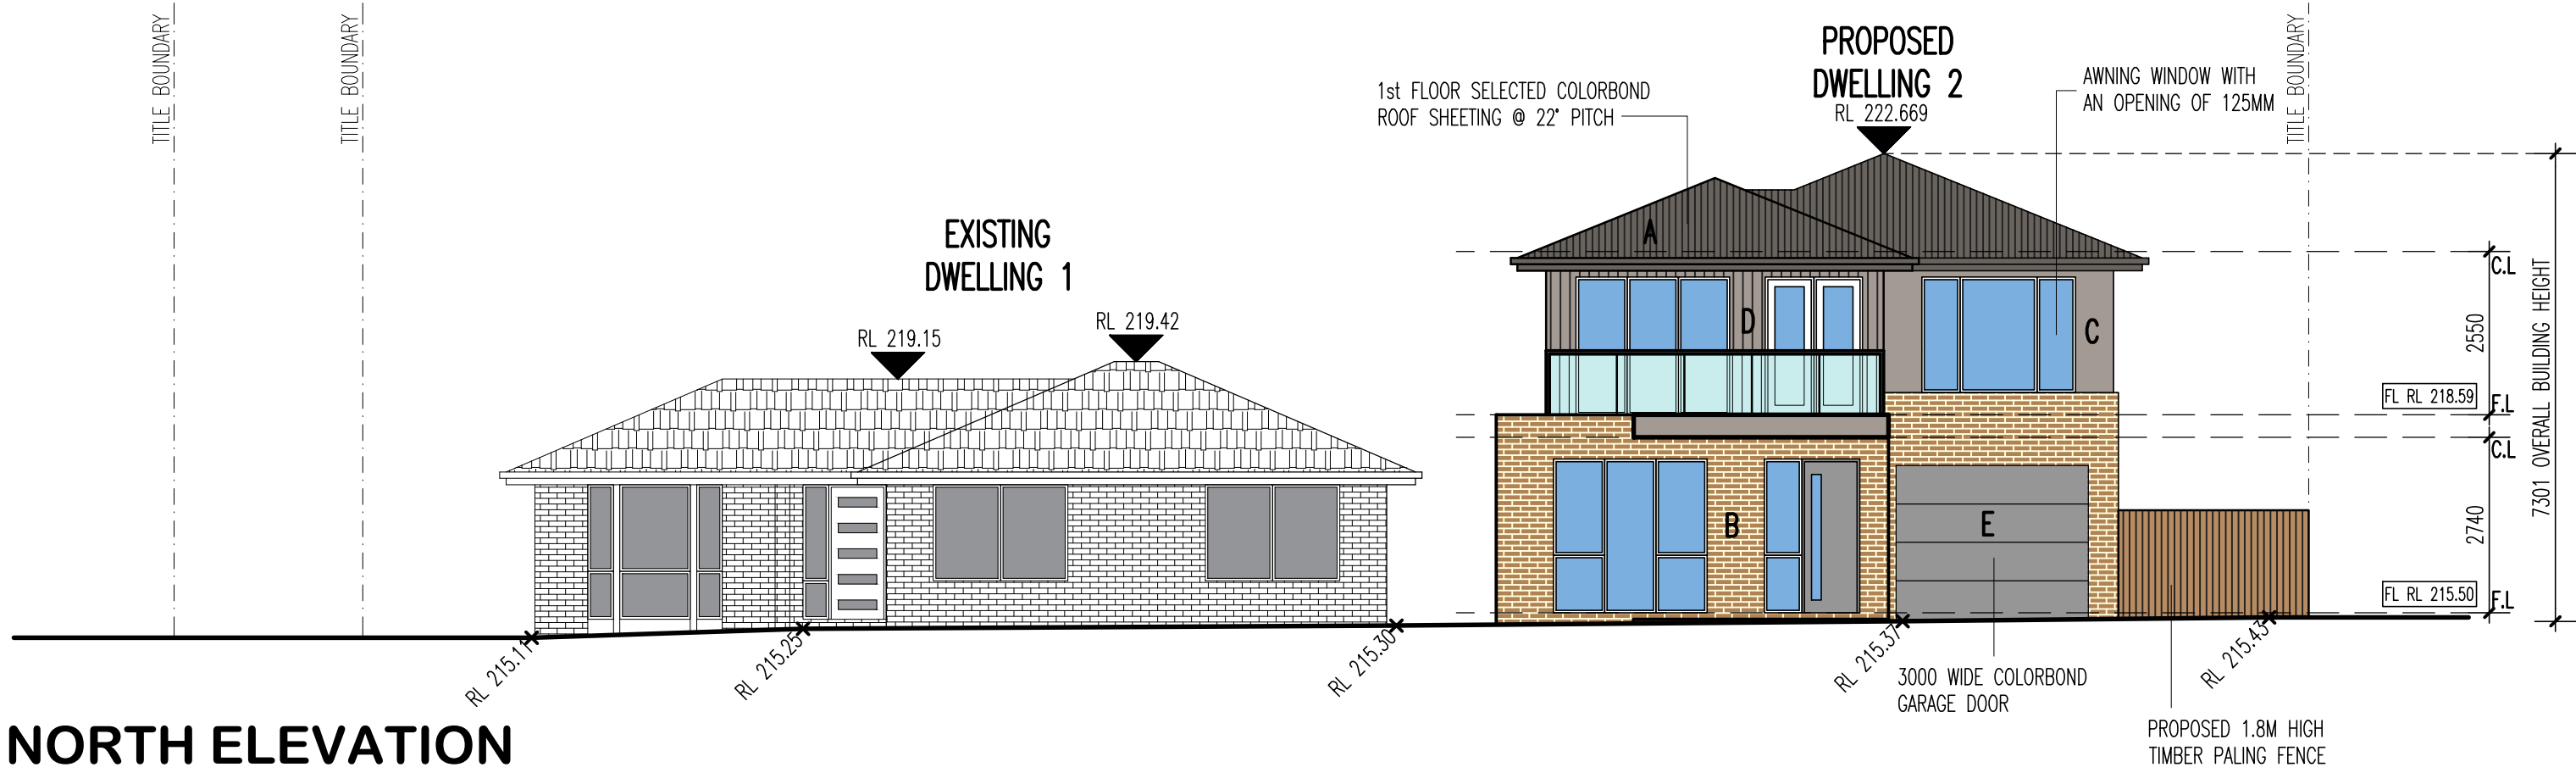 TITLE BOUNDARY
TITLE BOUNDARY
EXISTING
DWELLING 1
RL 219.15
RL 219.42
1st FLOOR SELECTED COLORBOND
ROOF SHEETING @ 22° PITCH
PROPOSED
DWELLING 2
RL 222.669
AWNING WINDOW WITH
AN OPENING OF 125MM
TITLE BOUNDARY
A
D
C
B
E
C.L
2550
FL RL 218.59
F.L
C.L
2740
FL RL 215.50
F.L
7301 OVERALL BUILDING HEIGHT
RL 215.11
RL 215.25
RL 215.30
RL 215.37
RL 215.43
3000 WIDE COLORBOND
GARAGE DOOR
PROPOSED 1.8M HIGH
TIMBER PALING FENCE
NORTH ELEVATION